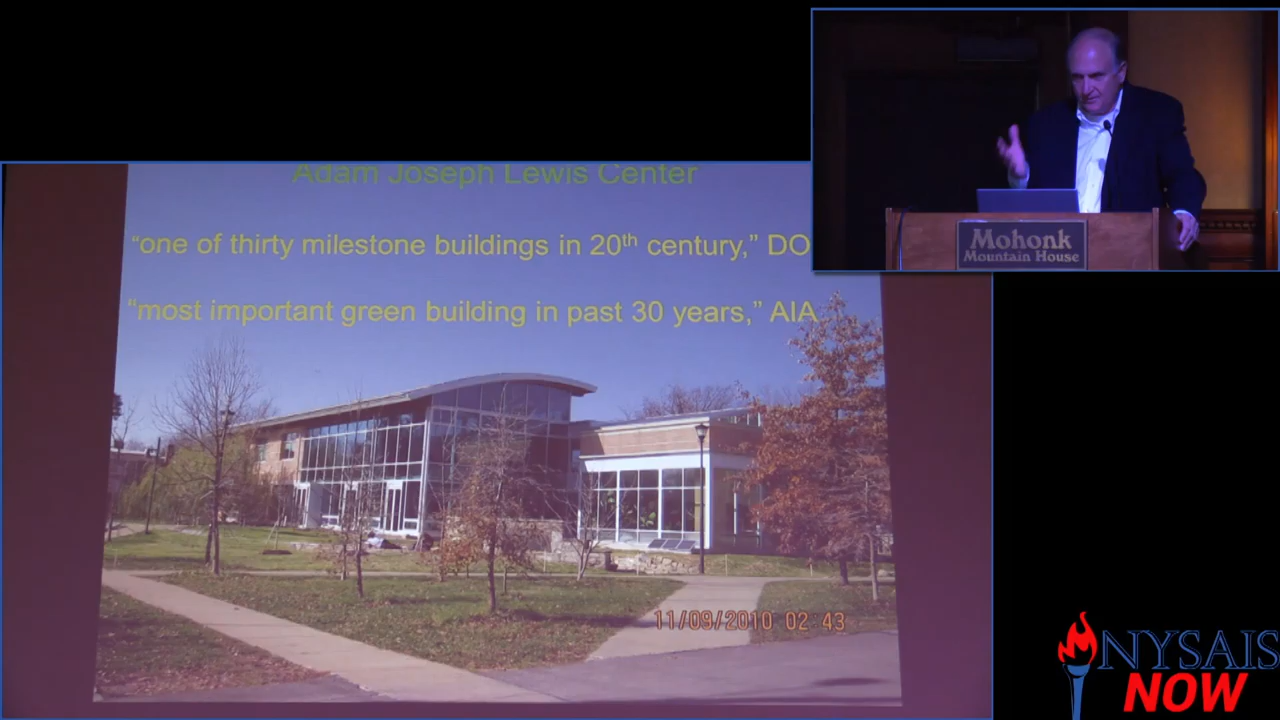 Adam Joseph Lewis Center
“one of thirty milestone buildings in 20th century,” DO
“most important green building in past 30 years,” AIA
11/09/2010 02:43
Mohonk
Mountain House
NYSAIS
NOW